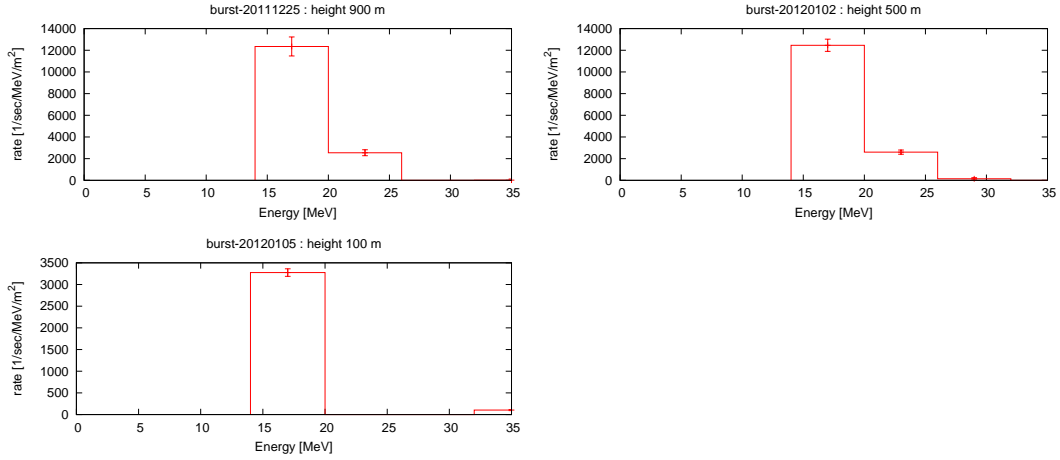 burst-20111225 : height 900 m
rate [1/sec/MeV/m²]
14000
12000
10000
8000
6000
4000
2000
0
0 5 10 15 20 25 30 35
Energy [MeV]
burst-20120102 : height 500 m
rate [1/sec/MeV/m²]
14000
12000
10000
8000
6000
4000
2000
0
0 5 10 15 20 25 30 35
Energy [MeV]
burst-20120105 : height 100 m
rate [1/sec/MeV/m²]
3500
3000
2500
2000
1500
1000
500
0
0 5 10 15 20 25 30 35
Energy [MeV]